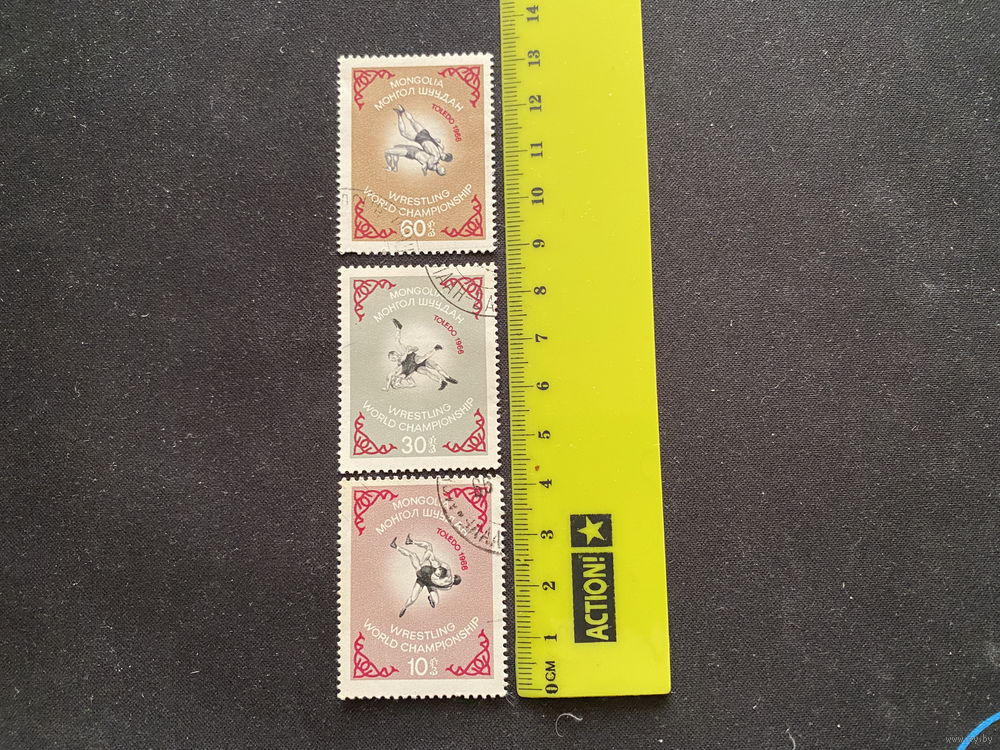 MONGOLIA
МОНГОЛ ШУУДАН
TOLEDO 1966
WRESTLING
WORLD CHAMPIONSHIP
60
MONGOLIA
МОНГОЛ ШУУДАН
TOLEDO 1966
WRESTLING
WORLD CHAMPIONSHIP
30
MONGOLIA
МОНГОЛ ШУУДАН
TOLEDO 1966
WRESTLING
WORLD CHAMPIONSHIP
10
14
13
12
11
10
9
8
7
6
5
4
3
2
1
0 CM
ACTION!